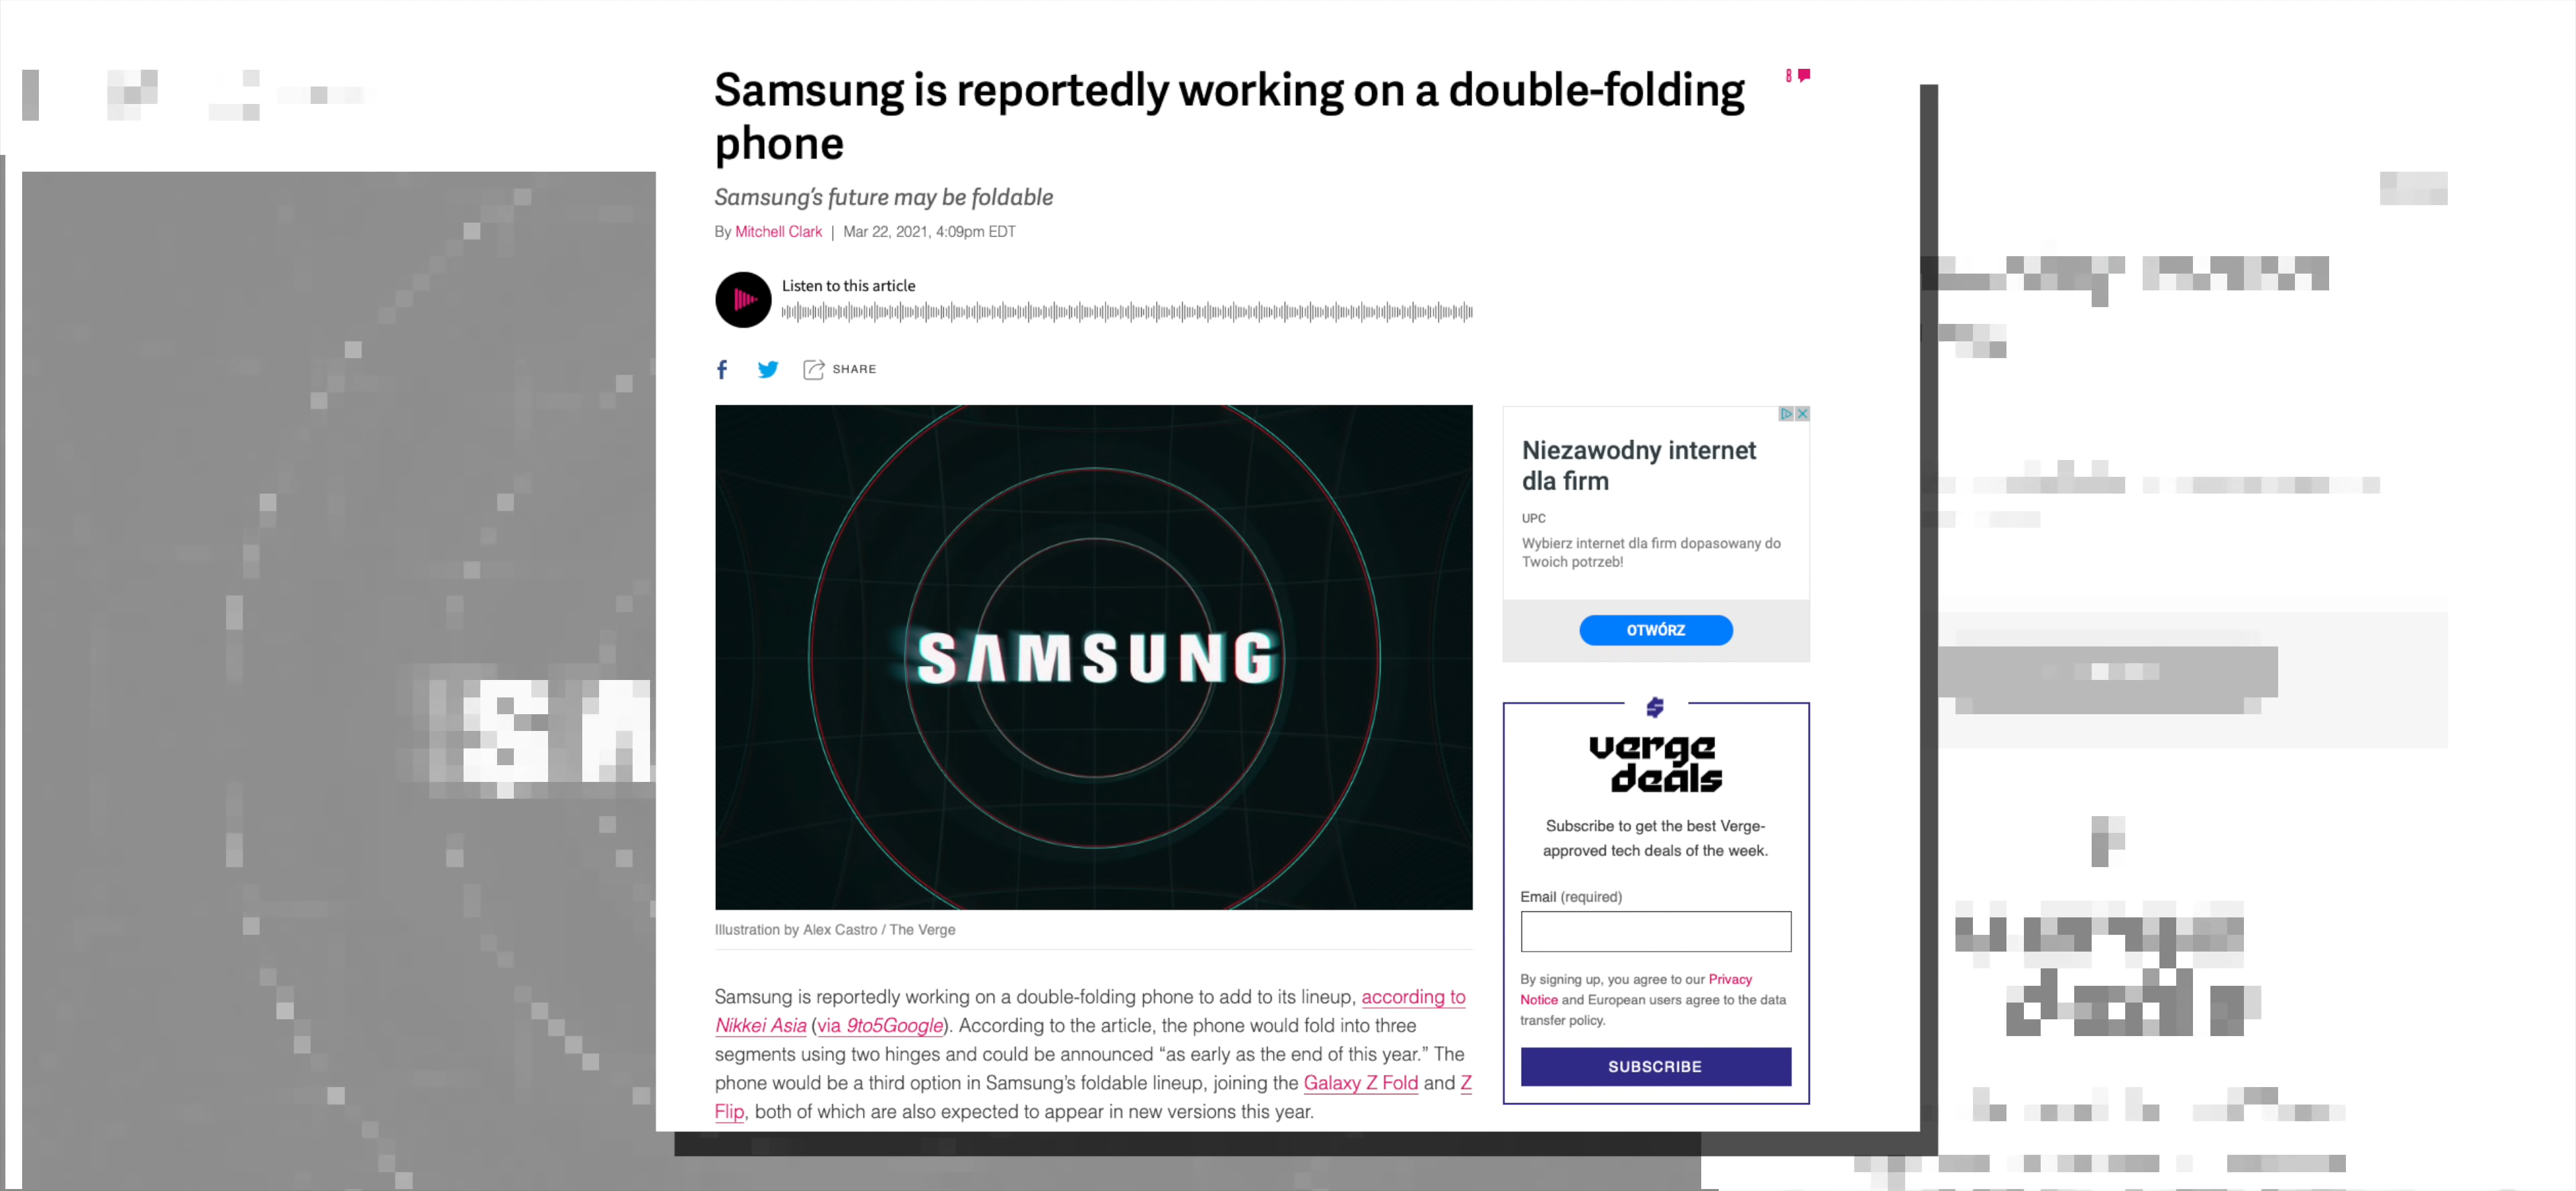 Samsung is reportedly working on a double-folding
phone
8
Samsung's future may be foldable
By Mitchell Clark | Mar 22, 2021, 4:09pm EDT
Listen to this article
SHARE
SAMSUNG
Illustration by Alex Castro / The Verge
Samsung is reportedly working on a double-folding phone to add to its lineup, according to
Nikkei Asia (via 9to5Google). According to the article, the phone would fold into three
segments using two hinges and could be announced “as early as the end of this year.” The
phone would be a third option in Samsung's foldable lineup, joining the Galaxy Z Fold and Z
Flip, both of which are also expected to appear in new versions this year.
Niezawodny internet
dla firm
UPC
Wybierz internet dla firm dopasowany do
Twoich potrzeb!
OTWÓRZ
verge
deals
Subscribe to get the best Verge-
approved tech deals of the week.
Email (required)
By signing up, you agree to our Privacy
Notice and European users agree to the data
transfer policy.
SUBSCRIBE